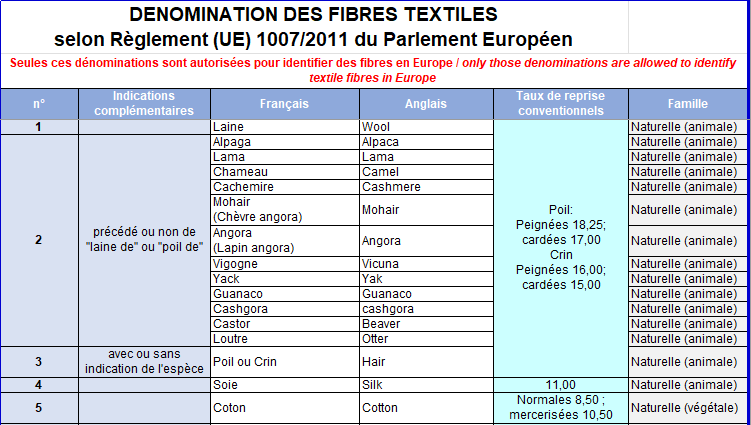 DENOMINATION DES FIBRES TEXTILES
selon Règlement (UE) 1007/2011 du Parlement Européen
Seules ces dénominations sont autorisées pour identifier des fibres en Europe / only those denominations are allowed to identify
textile fibres in Europe
n° Indications complémentaires Français Anglais Taux de reprise conventionnels Famille
1 Laine Wool Naturelle (animale)
Alpaga Alpaca Naturelle (animale)
Lama Lama Naturelle (animale)
Chameau Camel Naturelle (animale)
Cachemire Cashmere Naturelle (animale)
Mohair
(Chèvre angora) Mohair Naturelle (animale)
2
précédé ou non de
"laine de" ou "poil de"
Angora
(Lapin angora) Angora Naturelle (animale)
Poil:
Peignées 18,25;
cardées 17,00
Crin
Peignées 16,00;
cardées 15,00
Vigogne Vicuna Naturelle (animale)
Yack Yak Naturelle (animale)
Guanaco Guanaco Naturelle (animale)
Cashgora cashgora Naturelle (animale)
Castor Beaver Naturelle (animale)
Loutre Otter Naturelle (animale)
3
avec ou sans
indication de l'espèce
Poil ou Crin Hair Naturelle (animale)
4 Soie Silk 11,00 Naturelle (animale)
5 Coton Cotton
Normales 8,50 ;
mercerisées 10,50
Naturelle (végétale)